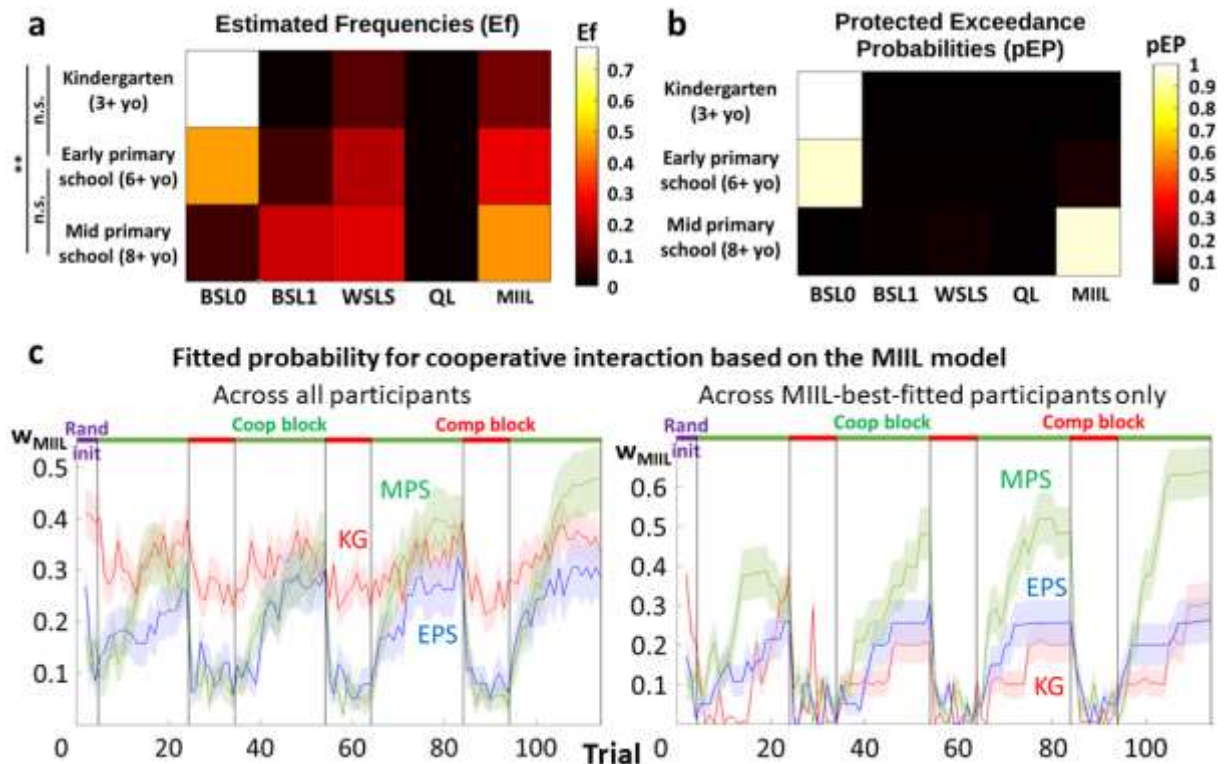 a
Estimated Frequencies (Ef)
Ef
Kindergarten
(3+ yo)
Early primary
school (6+ yo)
Mid primary
school (8+ yo)
n.s.
**
n.s.
BSL0 BSL1 WSLS QL MIIL
0.7
0.6
0.5
0.4
0.3
0.2
0.1
0
b
Protected Exceedance
Probabilities (pEP)
pEP
Kindergarten
(3+ yo)
Early primary
school (6+ yo)
Mid primary
school (8+ yo)
BSL0 BSL1 WSLS QL MIIL
1
0.9
0.8
0.7
0.6
0.5
0.4
0.3
0.2
0.1
0
c
Fitted probability for cooperative interaction based on the MIIL model
Across all participants
wMIIL
Rand
init
Coop block
Comp block
0.5
0.4
0.3
0.2
0.1
MPS
KG
EPS
0 20 40 60 80 100
Across MIIL-best-fitted participants only
wMIIL
Rand
init
Coop block
Comp block
0.6
0.5
0.4
0.3
0.2
0.1
MPS
EPS
KG
0 20 40 60 80 100
Trial